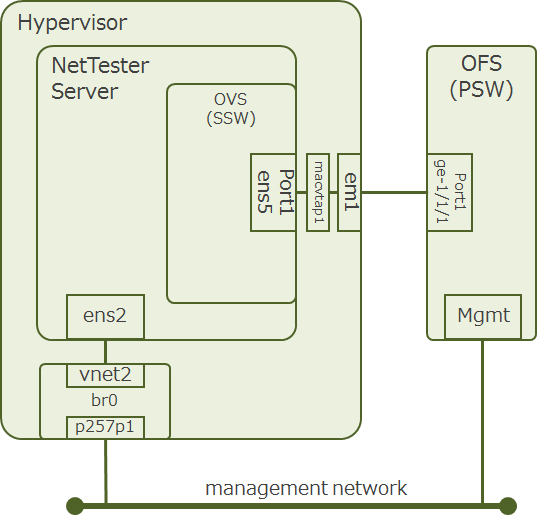 Hypervisor
NetTester
Server
OVS
(SSW)
Port1
ens5
macvtap1
em1
OFS
(PSW)
Port1
ge-1/1/1
ens2
Mgmt
vnet2
br0
p257p1
management network